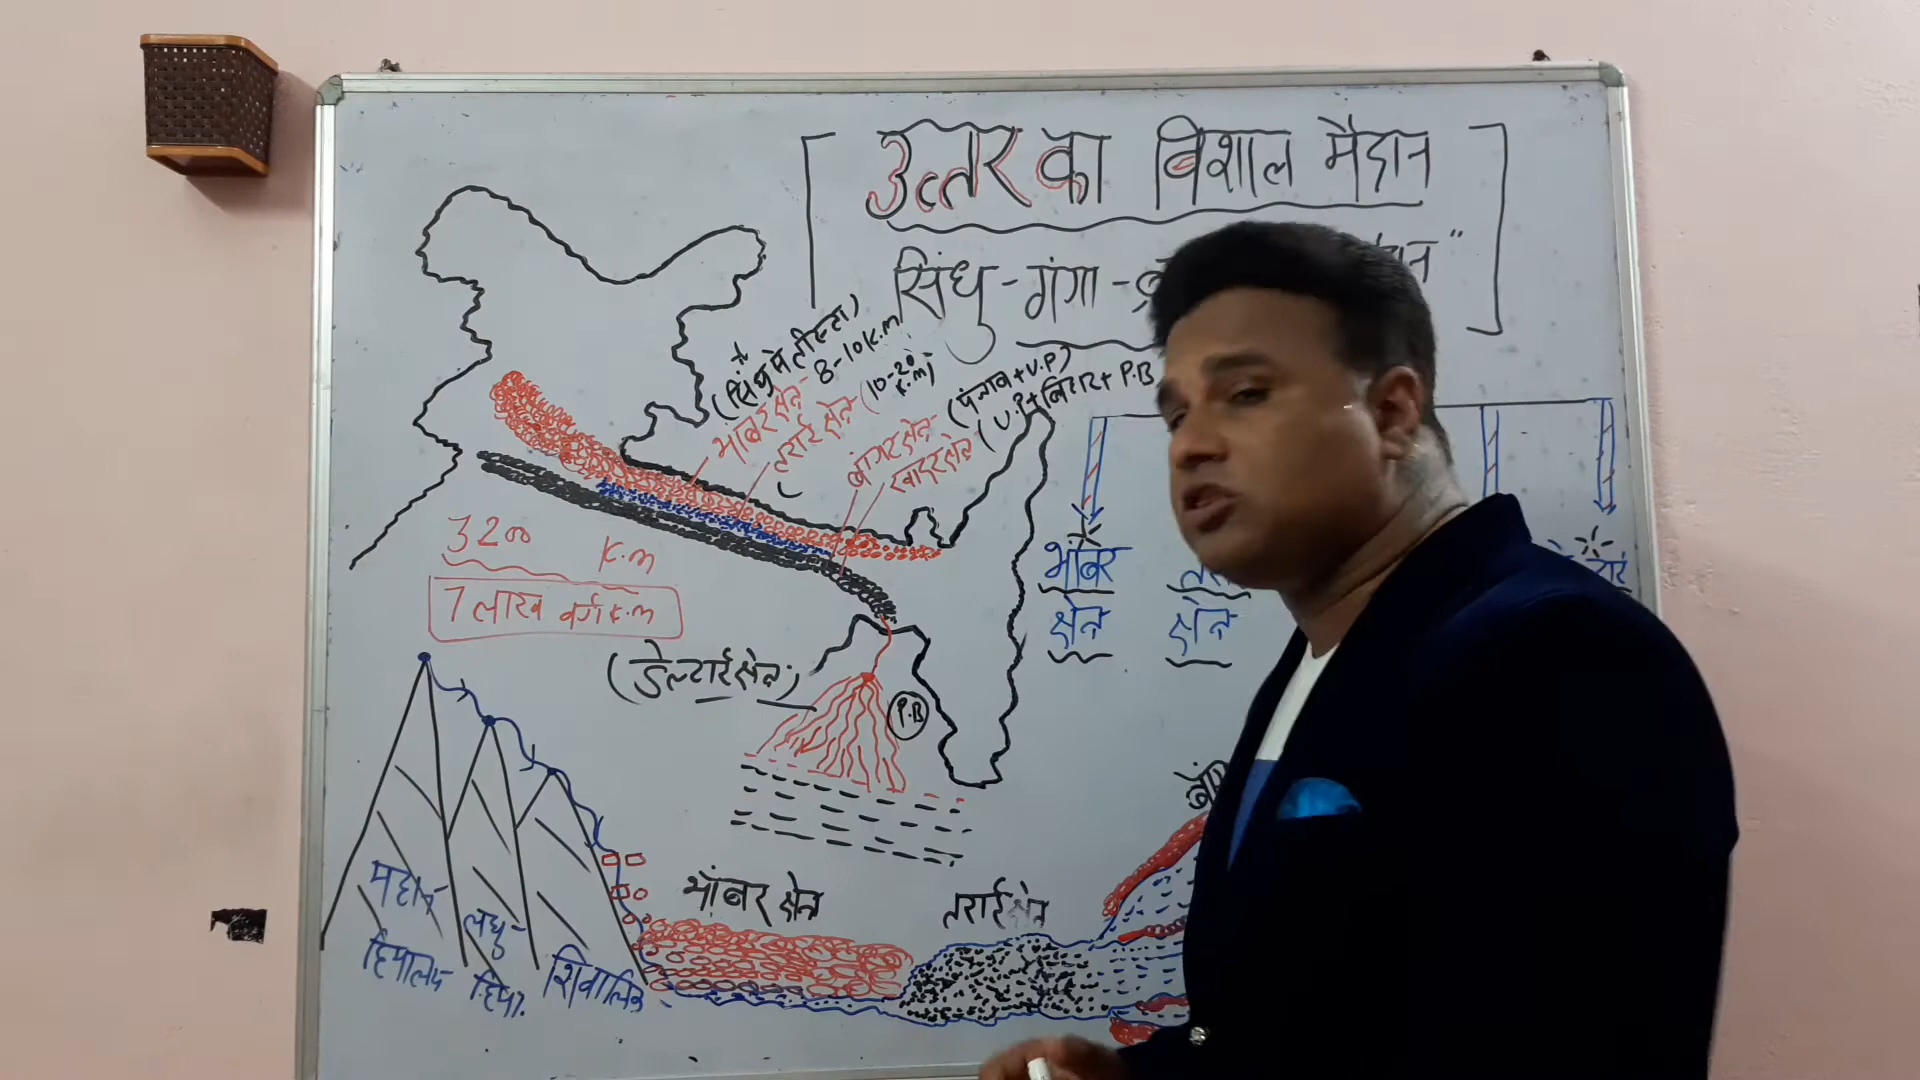 उत्तर का विशाल मैदान
सिंधु-गंगा-
(सिंधु से तीस्ता)
8-10 K.m
भांबर क्षेत्र-
तराई क्षेत्र-(10-20 K.m)
बांगर क्षेत्र- (पंजाब+U.P)
खादर क्षेत्र (U.P+बिहार+P.B
3200 K.m
7 लाख वर्ग K.m
(डेल्टाई क्षेत्र)
P.B
भांबर क्षेत्र
क्षेत्र
भांबर क्षेत्र
तराई क्षेत्र
महान-हिमालय
लघु-हिमा.
शिवालिक